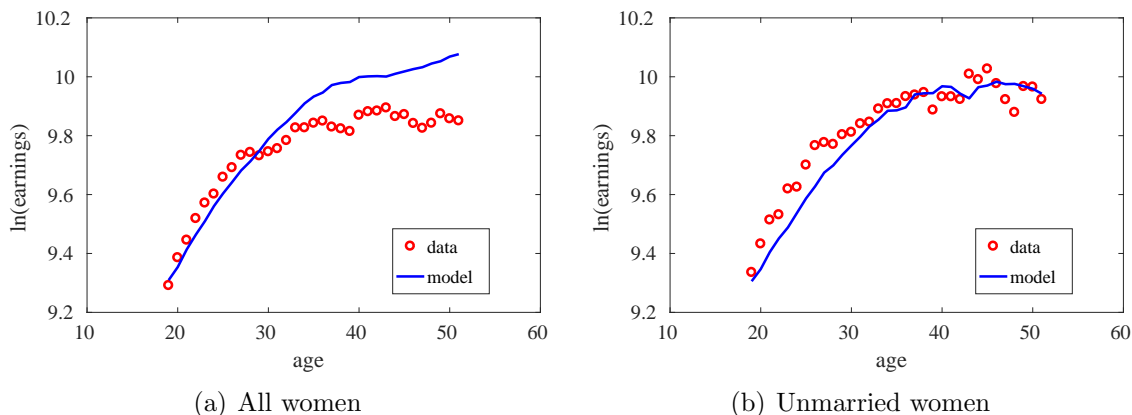 10.2
10
9.8
9.6
9.4
9.2
10 20 30 40 50 60
ln(earnings)
age
data
model
(a) All women
10.2
10
9.8
9.6
9.4
9.2
10 20 30 40 50 60
ln(earnings)
age
data
model
(b) Unmarried women